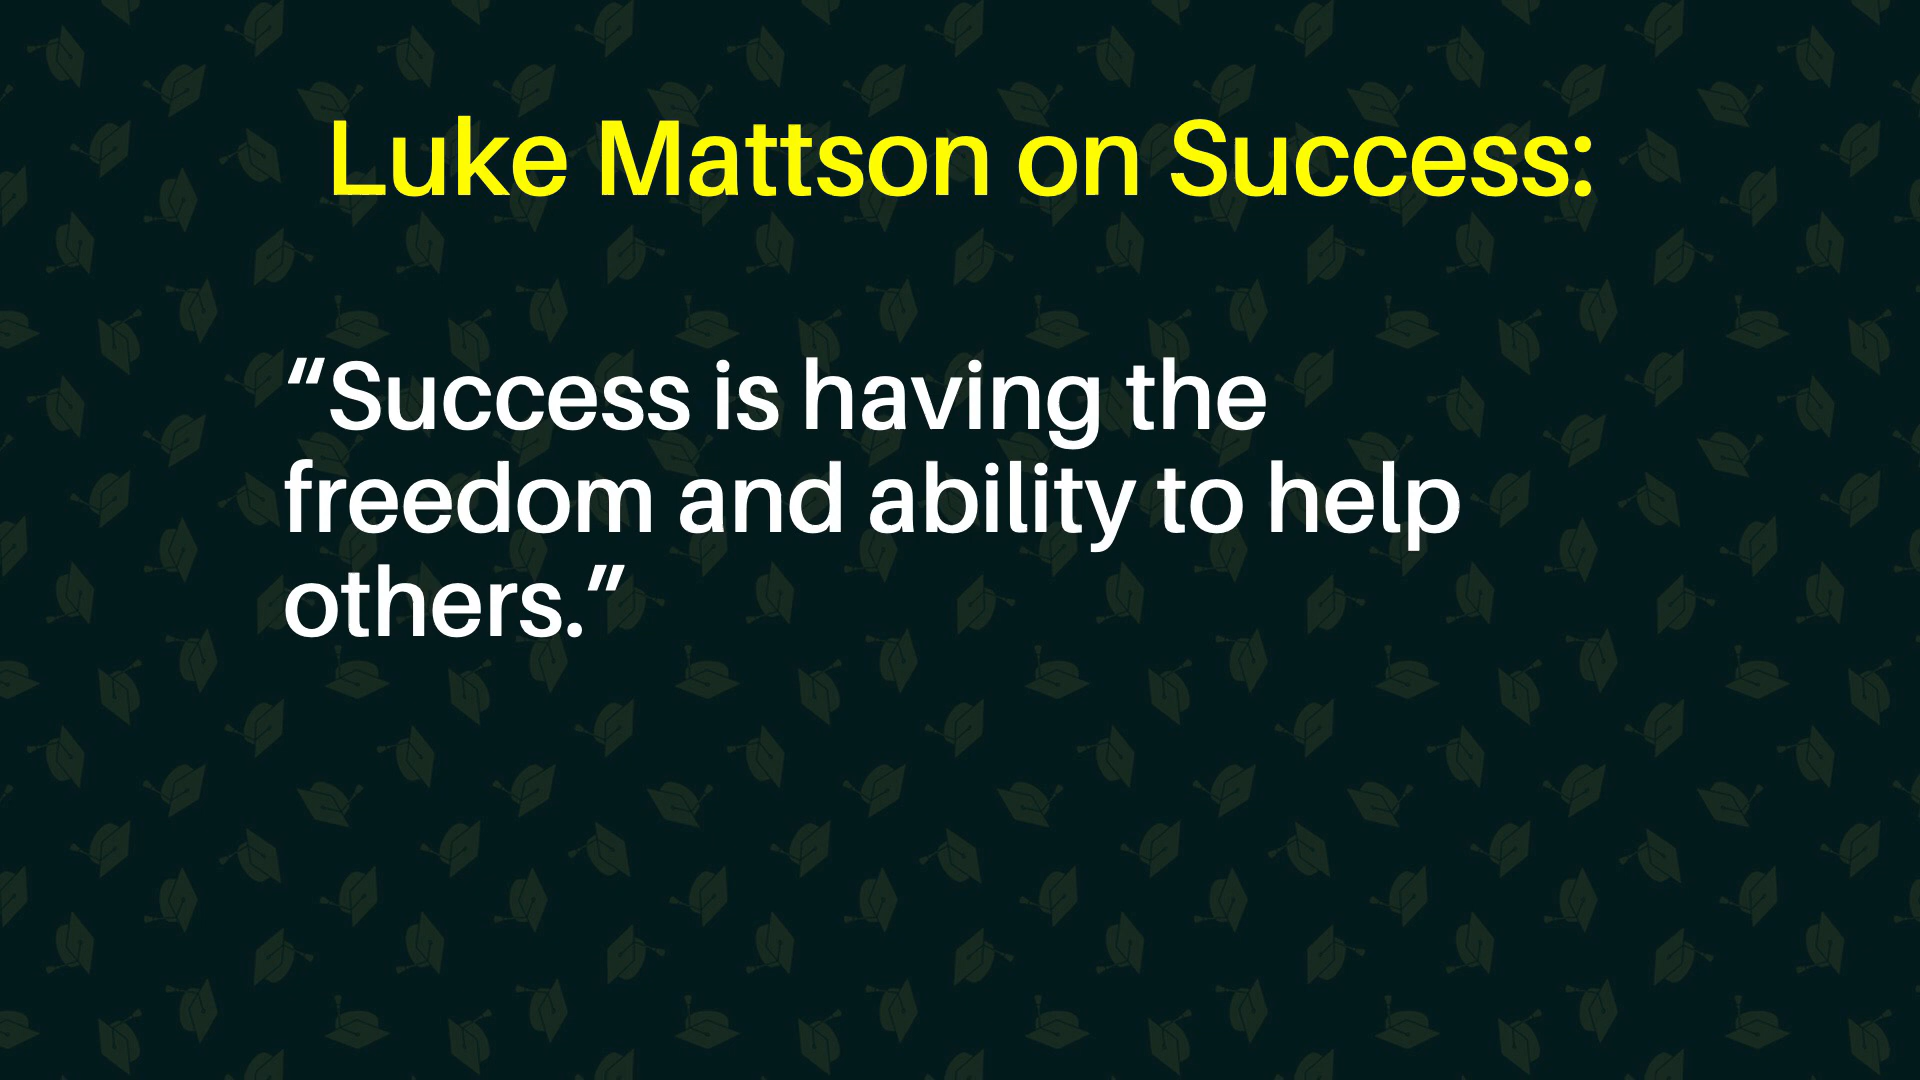 Luke Mattson on Success:
“Success is having the
freedom and ability to help
others.”